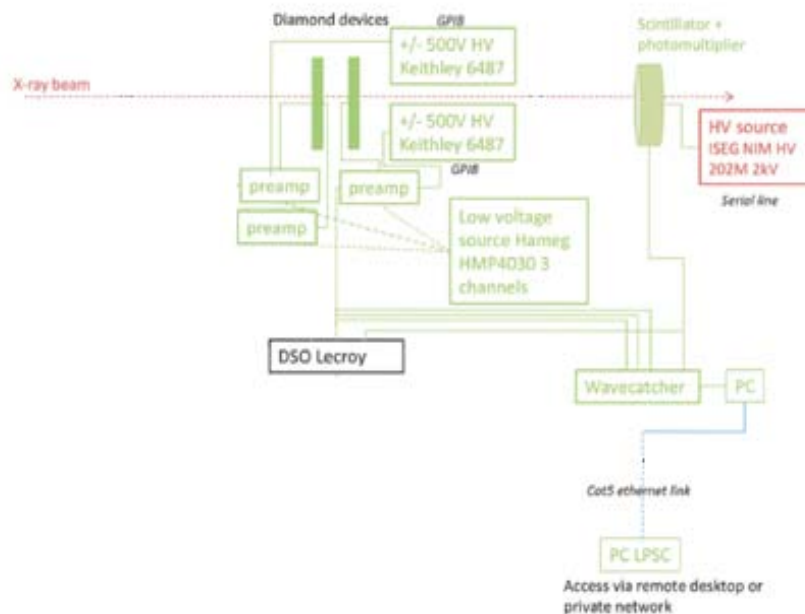 Diamond devices
GPIB
+/- 500V HV
Keithley 6487
Scintillator +
photomultiplier
X-ray beam
+/- 500V HV
Keithley 6487
GPIB
HV source
ISEG NIM HV
202M 2kV
Serial line
preamp
preamp
preamp
Low voltage
source Hameg
HMP4030 3
channels
DSO Lecroy
Wavecatcher
PC
Cat5 ethernet link
PC LPSC
Access via remote desktop or
private network